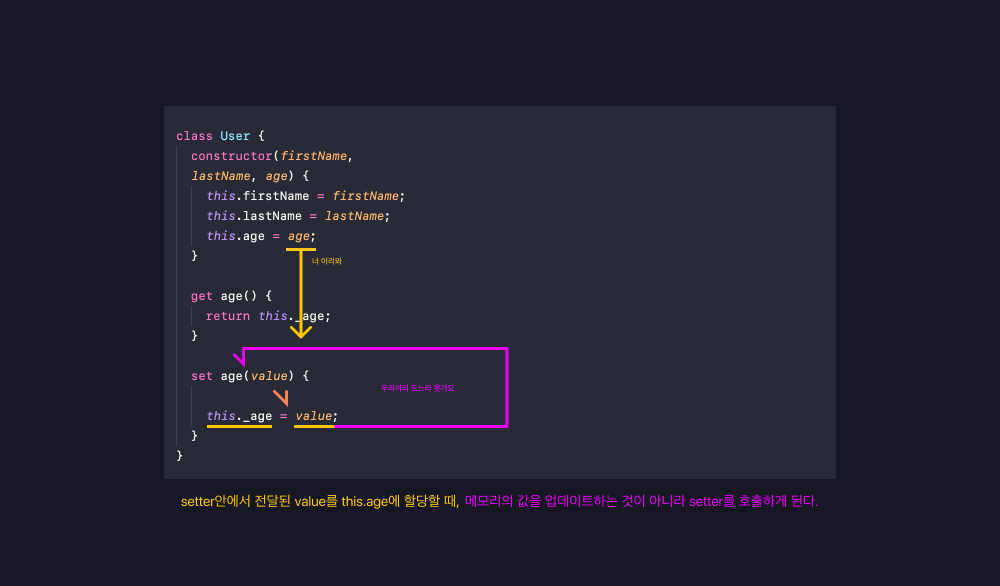 class User {
constructor(firstName,
lastName, age) {
this.firstName = firstName;
this.lastName = lastName;
this.age = age;
}
너 이리와
get age() {
return this._age;
}
set age(value) {
우리끼리 도느라 못가요
this._age = value;
}
}
setter안에서 전달된 value를 this.age에 할당할 때, 메모리의 값을 업데이트하는 것이 아니라 setter를 호출하게 된다.